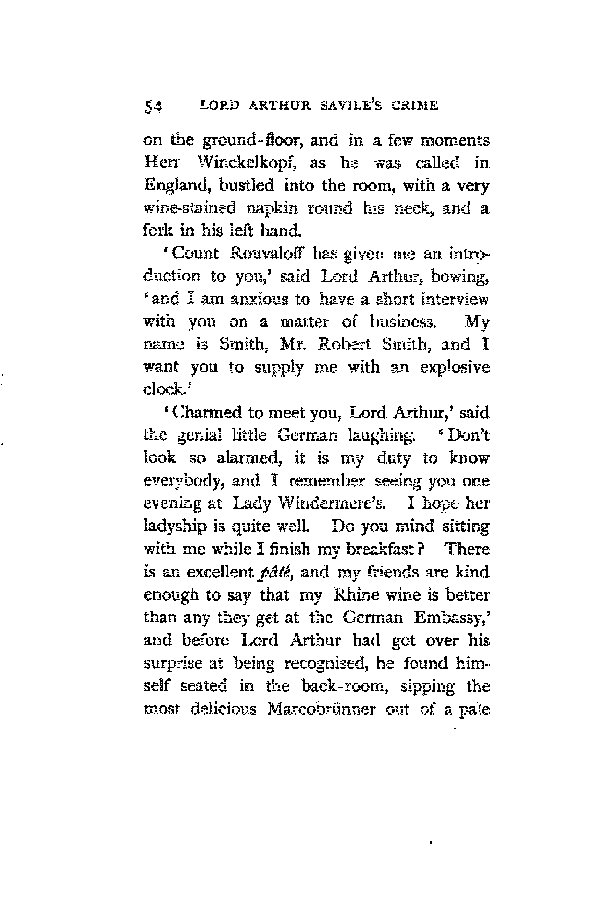 54 LORD ARTHUR SAVILE'S CRIME
on the ground-floor, and in a few moments
Herr Winckelkopf, as he was called in
England, bustled into the room, with a very
wine-stained napkin round his neck, and a
fork in his left hand.
‘Count Rouvaloff has given me an intro-
duction to you,’ said Lord Arthur, bowing,
‘and I am anxious to have a short interview
with you on a matter of business. My
name is Smith, Mr. Robert Smith, and I
want you to supply me with an explosive
clock.’
‘Charmed to meet you, Lord Arthur,’ said
the genial little German laughing. ‘Don’t
look so alarmed, it is my duty to know
everybody, and I remember seeing you one
evening at Lady Windermere’s. I hope her
ladyship is quite well. Do you mind sitting
with me while I finish my breakfast? There
is an excellent pâté, and my friends are kind
enough to say that my Rhine wine is better
than any they get at the German Embassy,’
and before Lord Arthur had got over his
surprise at being recognised, he found him-
self seated in the back-room, sipping the
most delicious Marcobrünner out of a pale